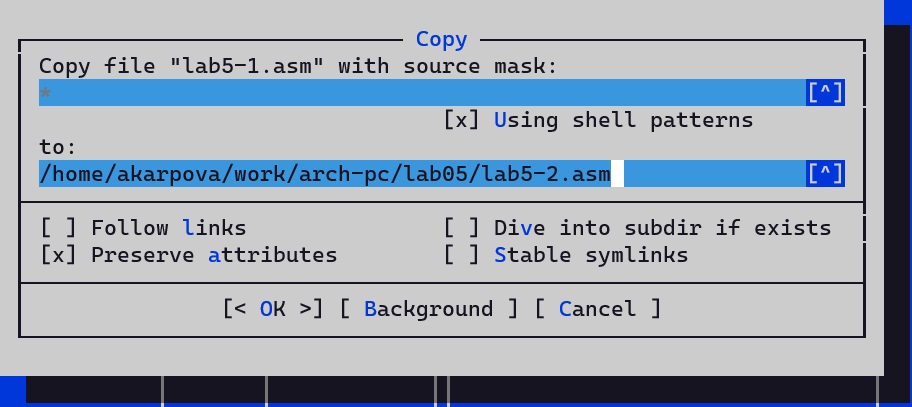 Copy
Copy file "lab5-1.asm" with source mask:
* [^]
[x] Using shell patterns
to:
/home/akarpova/work/arch-pc/lab05/lab5-2.asm [^]
[ ] Follow links [ ] Dive into subdir if exists
[x] Preserve attributes [ ] Stable symlinks
[< OK >] [ Background ] [ Cancel ]